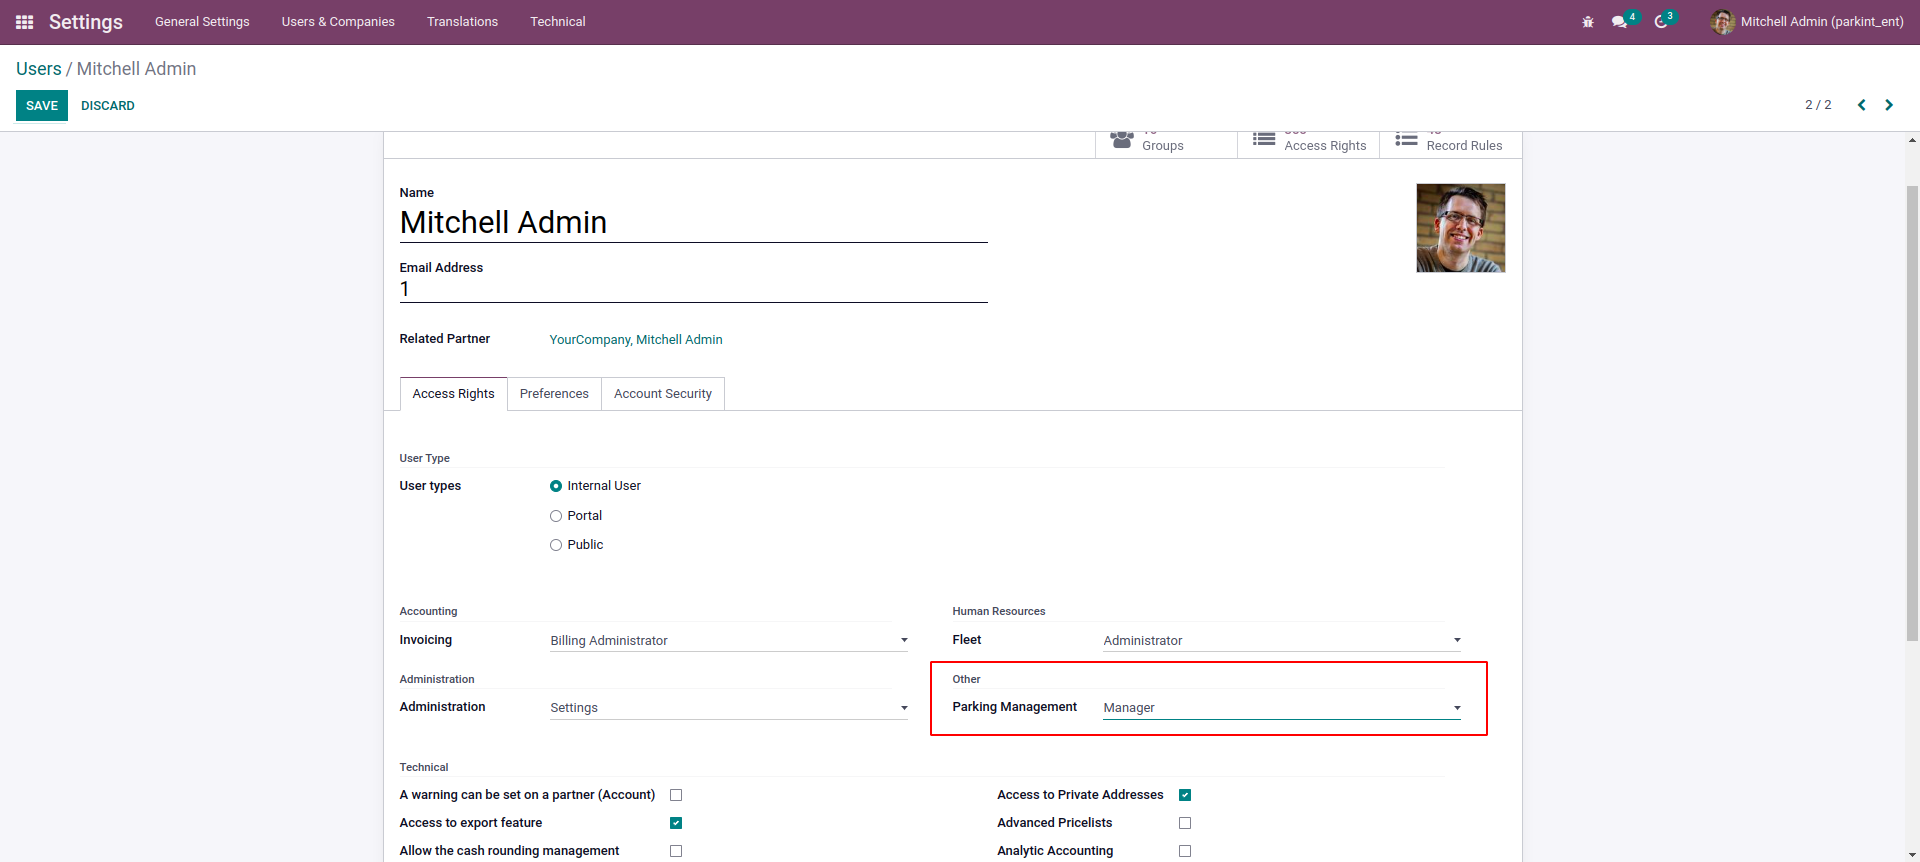 Settings General Settings Users & Companies Translations Technical 4 3 Mitchell Admin (parkint_ent)
Users / Mitchell Admin
SAVE DISCARD 2 / 2
Groups Access Rights Record Rules
Name
Mitchell Admin
Email Address
1
Related Partner YourCompany, Mitchell Admin
Access Rights Preferences Account Security
User Type
User types Internal User
Portal
Public
Accounting Human Resources
Invoicing Billing Administrator Fleet Administrator
Administration Other
Administration Settings Parking Management Manager
Technical
A warning can be set on a partner (Account) Access to Private Addresses
Access to export feature Advanced Pricelists
Allow the cash rounding management Analytic Accounting